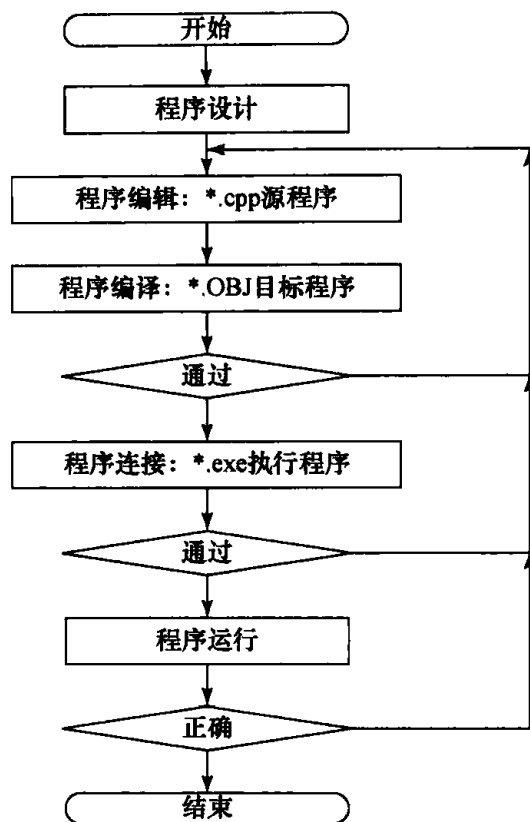 开始
程序设计
程序编辑：*.cpp源程序
程序编译：*.OBJ目标程序
通过
程序连接：*.exe执行程序
通过
程序运行
正确
结束